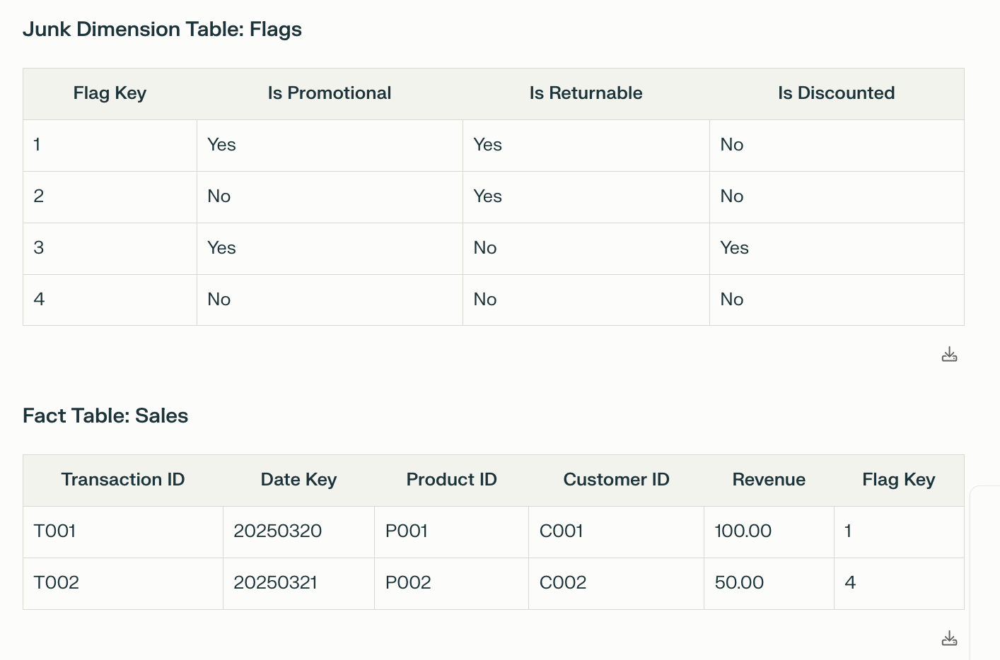 Junk Dimension Table: Flags
Flag Key Is Promotional Is Returnable Is Discounted
1 Yes Yes No
2 No Yes No
3 Yes No Yes
4 No No No
Fact Table: Sales
Transaction ID Date Key Product ID Customer ID Revenue Flag Key
T001 20250320 P001 C001 100.00 1
T002 20250321 P002 C002 50.00 4